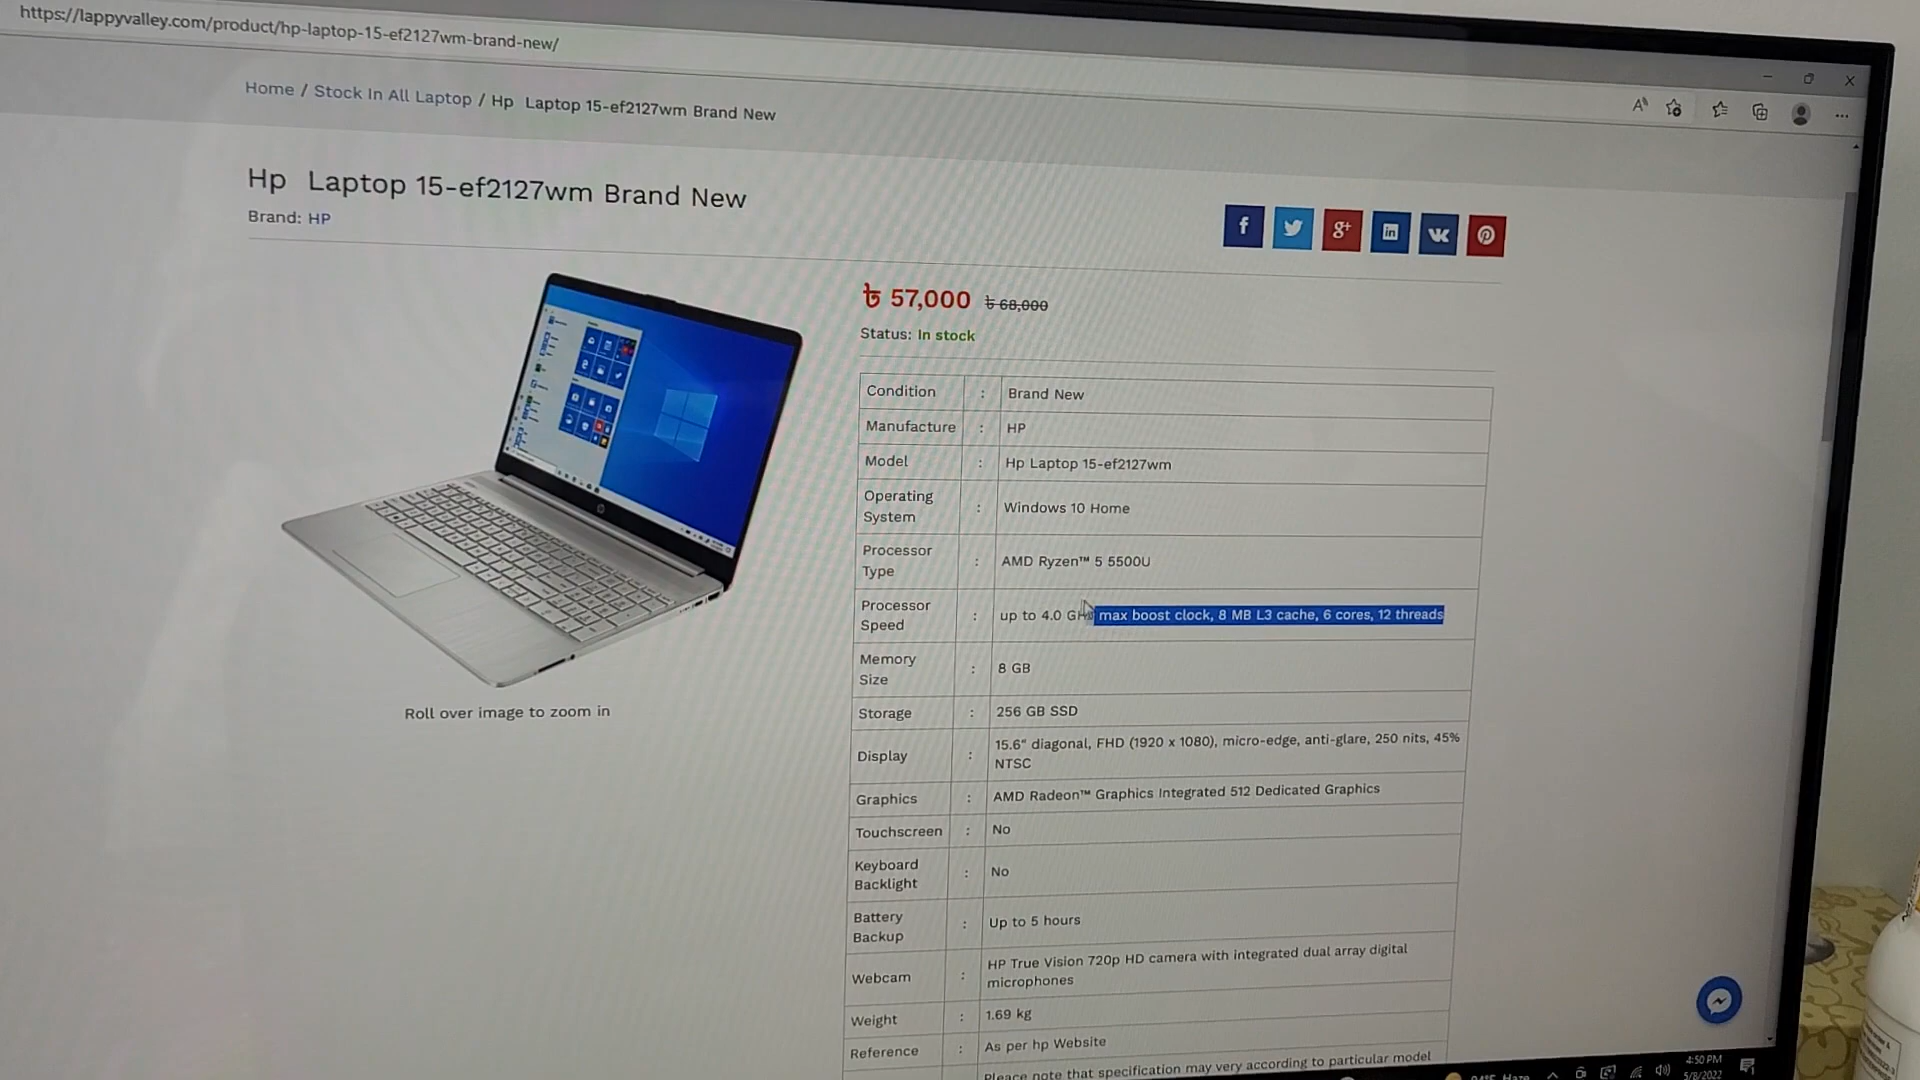 https://lappyvalley.com/product/hp-laptop-15-ef2127wm-brand-new/
Home / Stock In All Laptop / Hp Laptop 15-ef2127wm Brand New
Hp Laptop 15-ef2127wm Brand New
Brand: HP
৳ 57,000 ৳ 68,000
Status: In stock
Condition : Brand New
Manufacture : HP
Model : Hp Laptop 15-ef2127wm
Operating
System : Windows 10 Home
Processor
Type : AMD Ryzen™ 5 5500U
Processor
Speed : up to 4.0 GHz max boost clock, 8 MB L3 cache, 6 cores, 12 threads
Memory
Size : 8 GB
Storage : 256 GB SSD
Display : 15.6" diagonal, FHD (1920 x 1080), micro-edge, anti-glare, 250 nits, 45%
NTSC
Graphics : AMD Radeon™ Graphics Integrated 512 Dedicated Graphics
Touchscreen : No
Keyboard
Backlight : No
Battery
Backup : Up to 5 hours
Webcam : HP True Vision 720p HD camera with integrated dual array digital
microphones
Weight : 1.69 kg
Reference : As per hp Website
Please note that specification may very according to particular model
Roll over image to zoom in
Haze
4:50 PM
5/8/2022